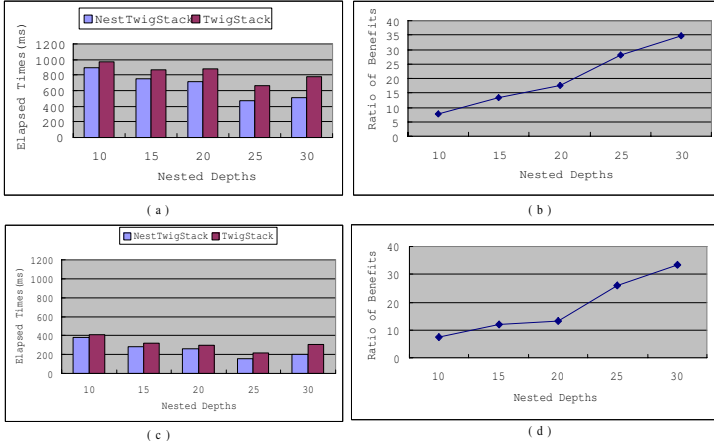 NestTwigStack TwigStack
Elapsed Times(ms)
1200
1000
800
600
400
200
0
10 15 20 25 30
Nested Depths
(a)
Ratio of Benefits
40
35
30
25
20
15
10
5
0
10 15 20 25 30
Nested Depths
(b)
NestTwigStack TwigStack
Elapsed Times(ms)
1200
1000
800
600
400
200
0
10 15 20 25 30
Nested Depths
(c)
Ratio of Benefits
40
30
20
10
0
10 15 20 25 30
Nested Depths
(d)